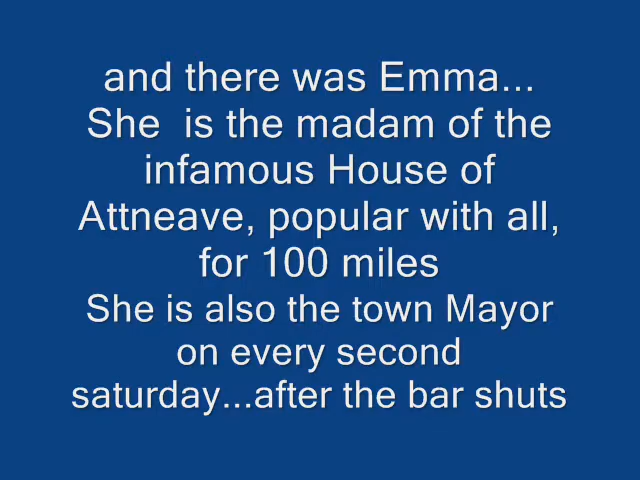 and there was Emma...
She  is the madam of the
infamous House of
Attneave, popular with all,
for 100 miles
She is also the town Mayor
on every second
saturday...after the bar shuts